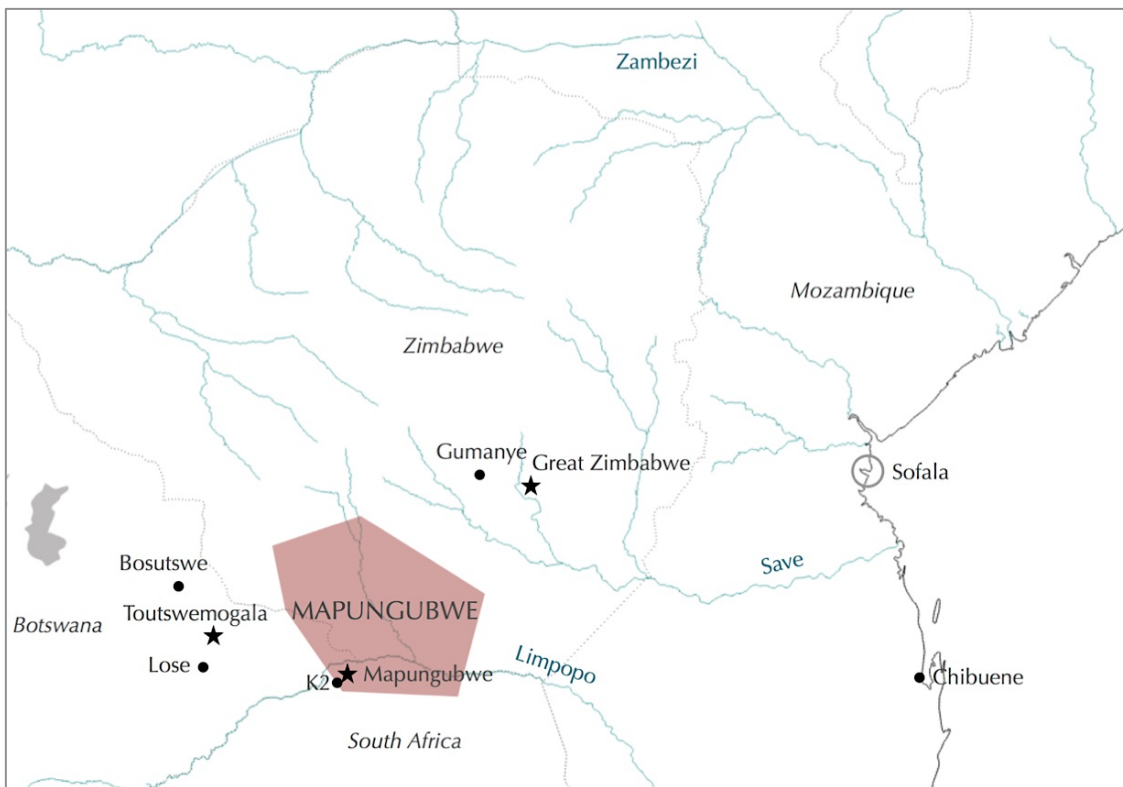 Zambezi
Mozambique
Zimbabwe
Gumanye
Great Zimbabwe
Sofala
Bosutswe
Save
Toutswemogala
MAPUNGUBWE
Botswana
Lose
Limpopo
K2
Mapungubwe
Chibuene
South Africa